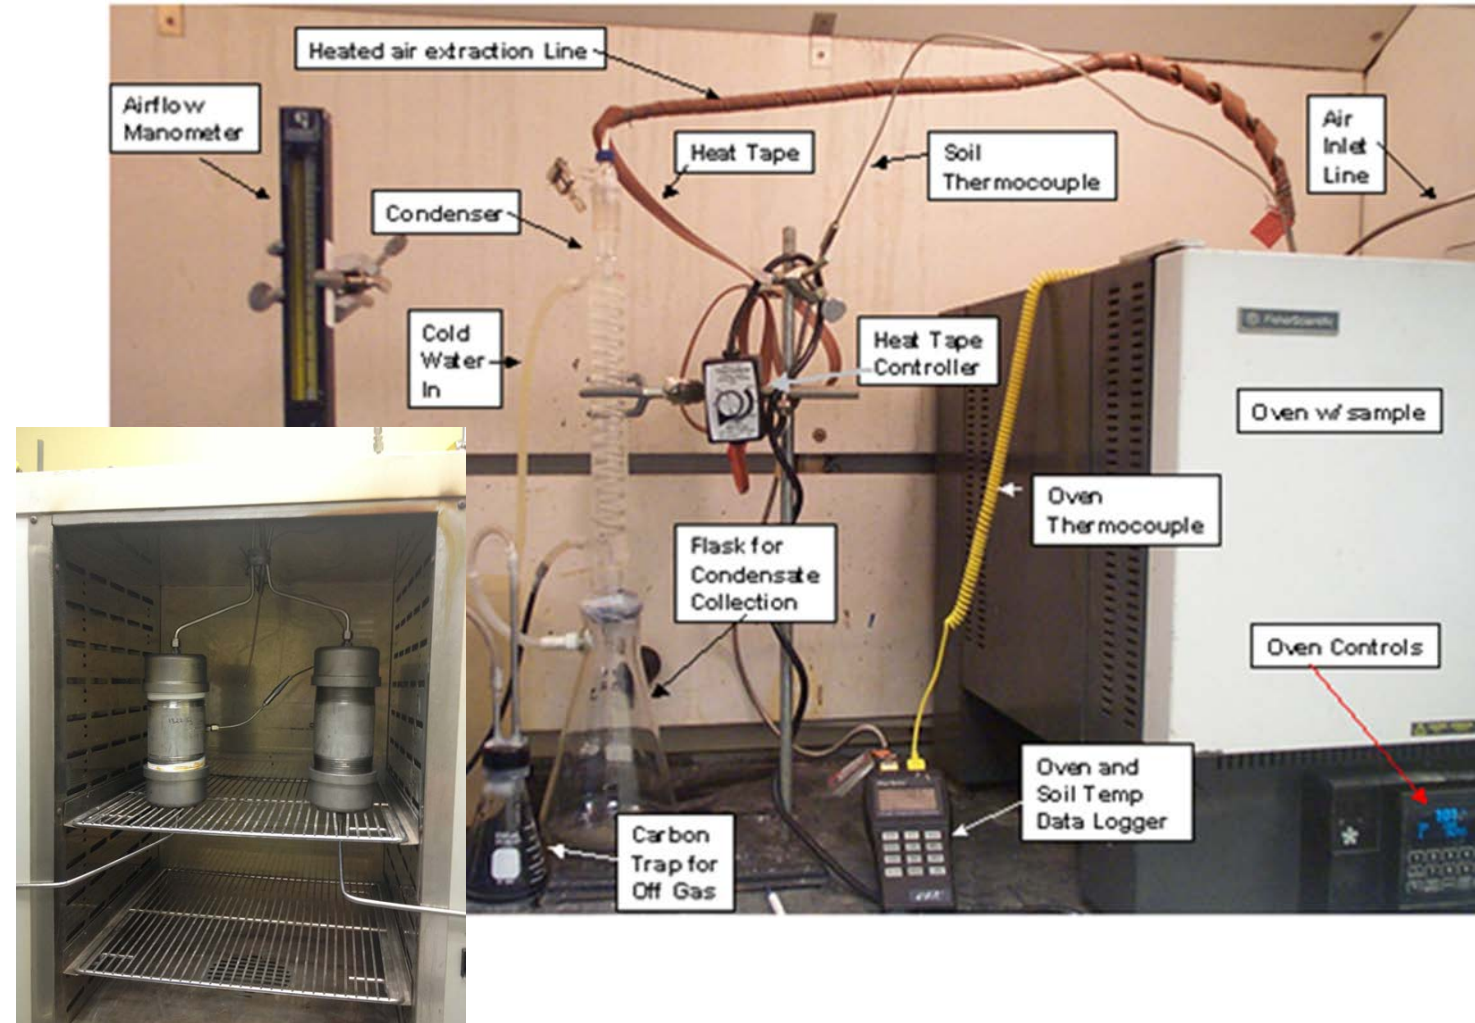 Heated air extraction Line
Airflow
Manometer
Air
Inlet
Line
Heat Tape
Soil
Thermocouple
Condenser
Cold
Water
In
Heat Tape
Controller
FisherScientific
Oven w/ sample
Oven
Thermocouple
Flask for
Condensate
Collection
Oven Controls
Oven and
Soil Temp
Data Logger
Carbon
Trap for
Off Gas